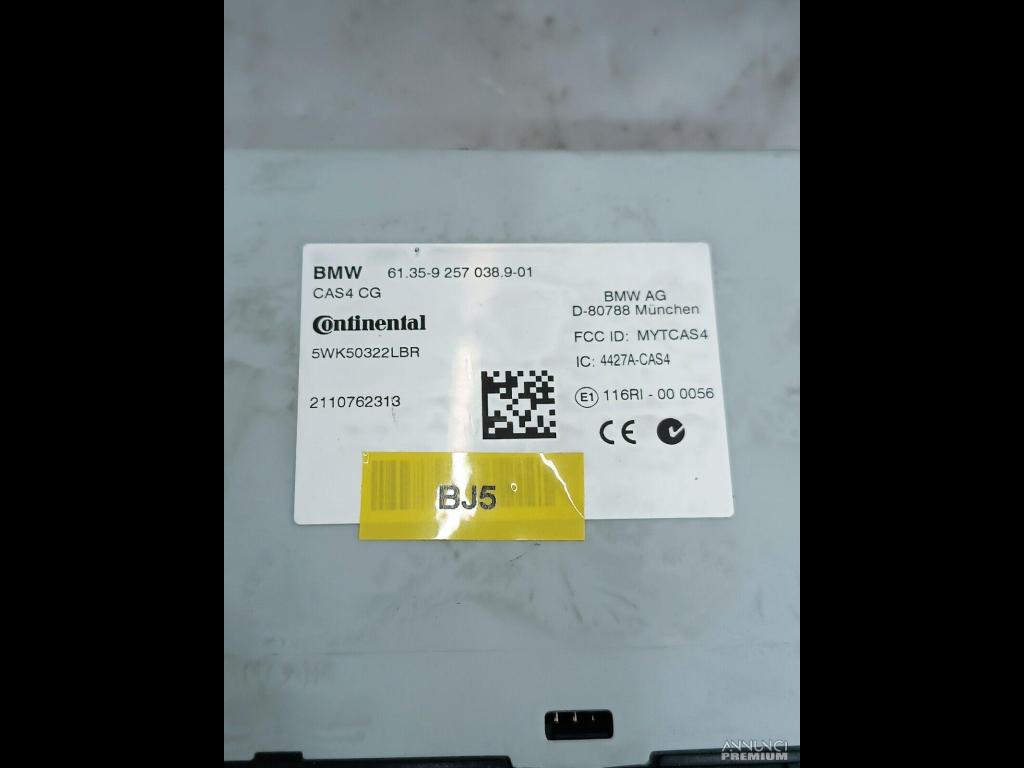 BMW 61.35-9 257 038.9-01
CAS4 CG
Continental
5WK50322LBR
2110762313
BMW AG
D-80788 München
FCC ID: MYTCAS4
IC: 4427A-CAS4
E1 116RI - 00 0056
CE
BJ5
ANNUNCI
PREMIUM